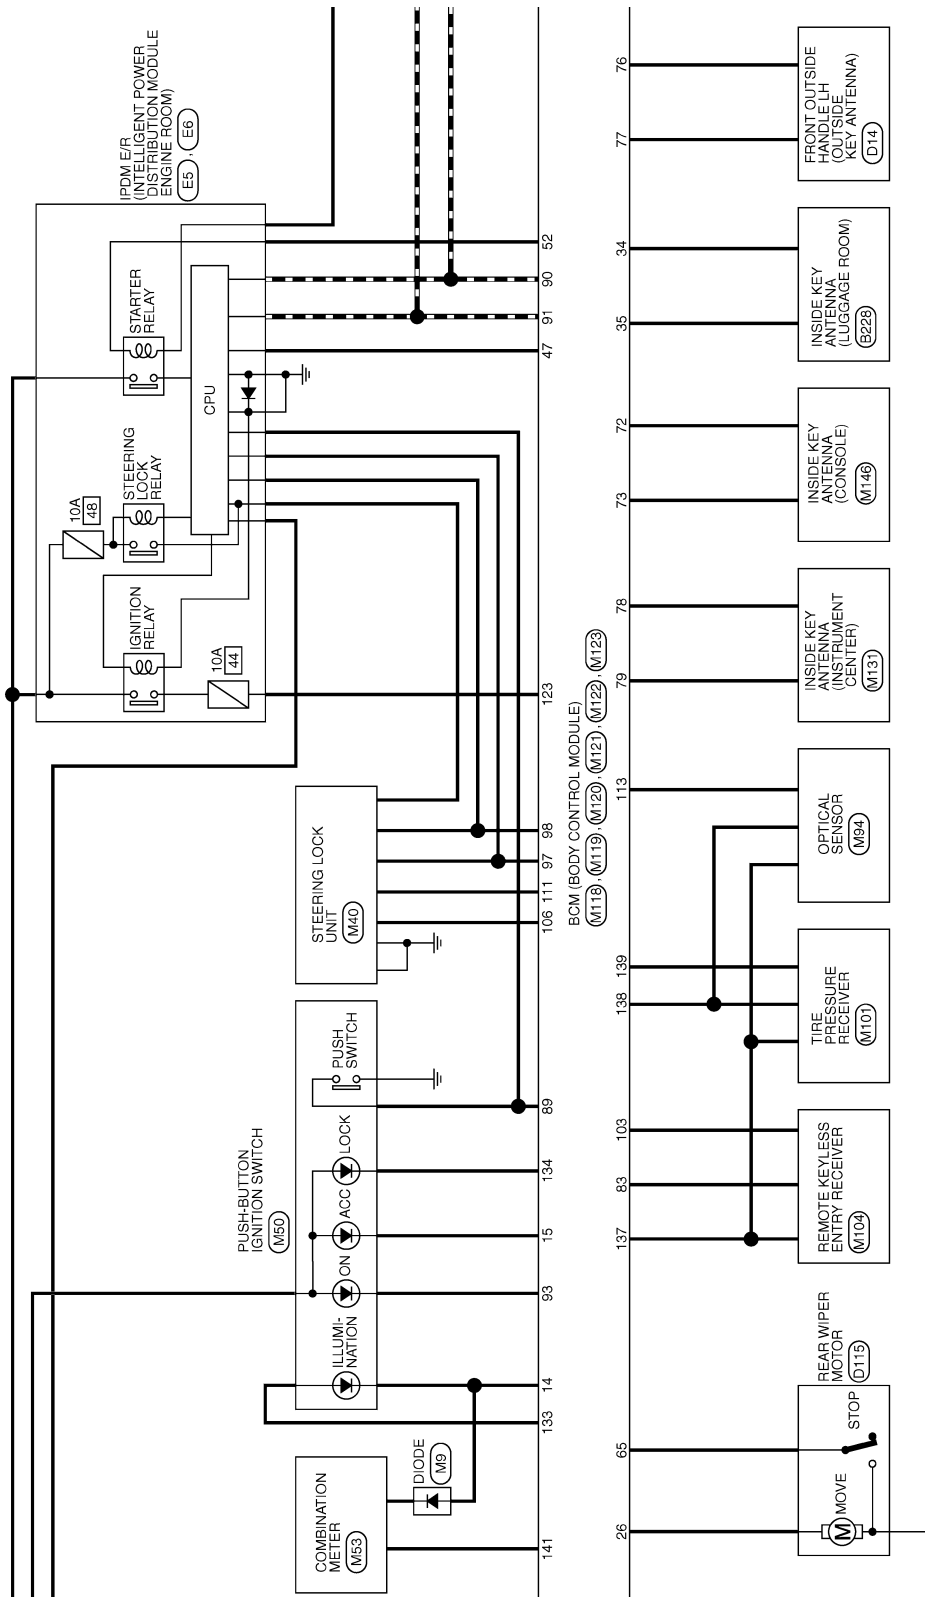 IPDM E/R
(INTELLIGENT POWER
DISTRIBUTION MODULE
ENGINE ROOM)
E5 , E6
STARTER
RELAY
10A
48
STEERING
LOCK
RELAY
CPU
IGNITION
RELAY
10A
44
52
90
91
47
123
98
97
111
106
89
134
15
93
14
133
141
STEERING LOCK
UNIT
M40
PUSH-BUTTON
IGNITION SWITCH
M50
PUSH
SWITCH
LOCK
ACC
ON
ILLUMI-
NATION
COMBINATION
METER
M53
DIODE
M9
BCM (BODY CONTROL MODULE)
M118 , M119 , M120 , M121 , M122 , M123
76
77
34
35
72
73
78
79
113
139
138
103
83
137
65
26
FRONT OUTSIDE
HANDLE LH
(OUTSIDE
KEY ANTENNA)
D14
INSIDE KEY
ANTENNA
(LUGGAGE ROOM)
B228
INSIDE KEY
ANTENNA
(CONSOLE)
M146
INSIDE KEY
ANTENNA
(INSTRUMENT
CENTER)
M131
OPTICAL
SENSOR
M94
TIRE
PRESSURE
RECEIVER
M101
REMOTE KEYLESS
ENTRY RECEIVER
M104
REAR WIPER
MOTOR
D115
STOP
MOVE
M